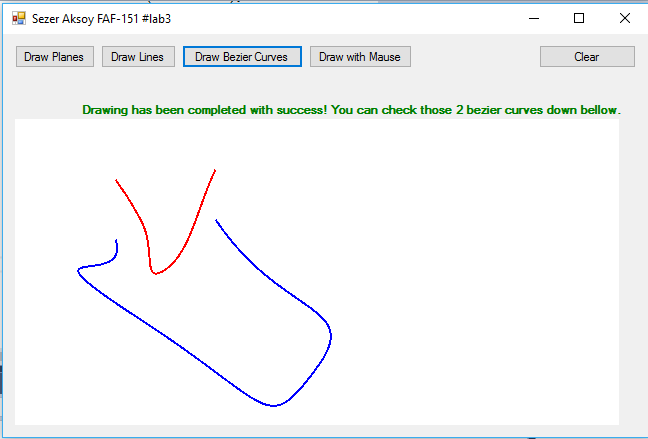 Sezer Aksoy FAF-151 #lab3
Draw Planes Draw Lines Draw Bezier Curves Draw with Mause Clear
Drawing has been completed with success! You can check those 2 bezier curves down bellow.